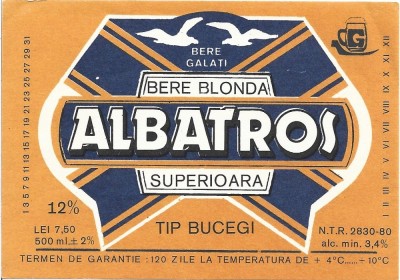 BERE
GALATI
G
BERE BLONDA
ALBATROS
SUPERIOARA
12%
LEI 7,50
500 ml.± 2%
TIP BUCEGI
N.T.R. 2830-80
alc. min. 3,4%
TERMEN DE GARANTIE :120 ZILE LA TEMPERATURA DE + 4°C......–10°C
1 3 5 7 9 11 13 15 17 19 21 23 25 27 29 31
I II III IV V VI VII VIII IX X XI XII